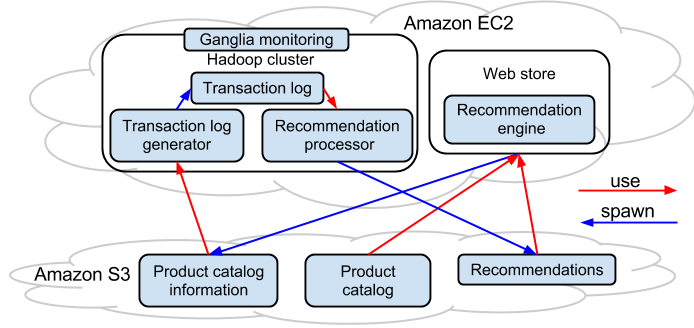 Amazon EC2
Ganglia monitoring
Hadoop cluster
Transaction log
Web store
Transaction log
generator
Recommendation
processor
Recommendation
engine
use
spawn
Amazon S3
Product catalog
information
Product
catalog
Recommendations